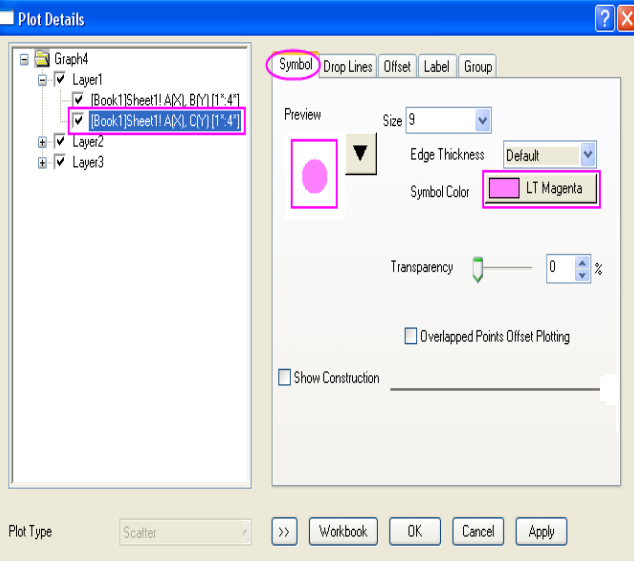 Plot Details
Graph4
Layer1
[Book1]Sheet1! A(X), B(Y) [1*:4*]
[Book1]Sheet1! A(X), C(Y) [1*:4*]
Layer2
Layer3
Symbol Drop Lines Offset Label Group
Preview
Size 9
Edge Thickness Default
Symbol Color LT Magenta
Transparency 0 %
Overlapped Points Offset Plotting
Show Construction
Plot Type Scatter >> Workbook OK Cancel Apply